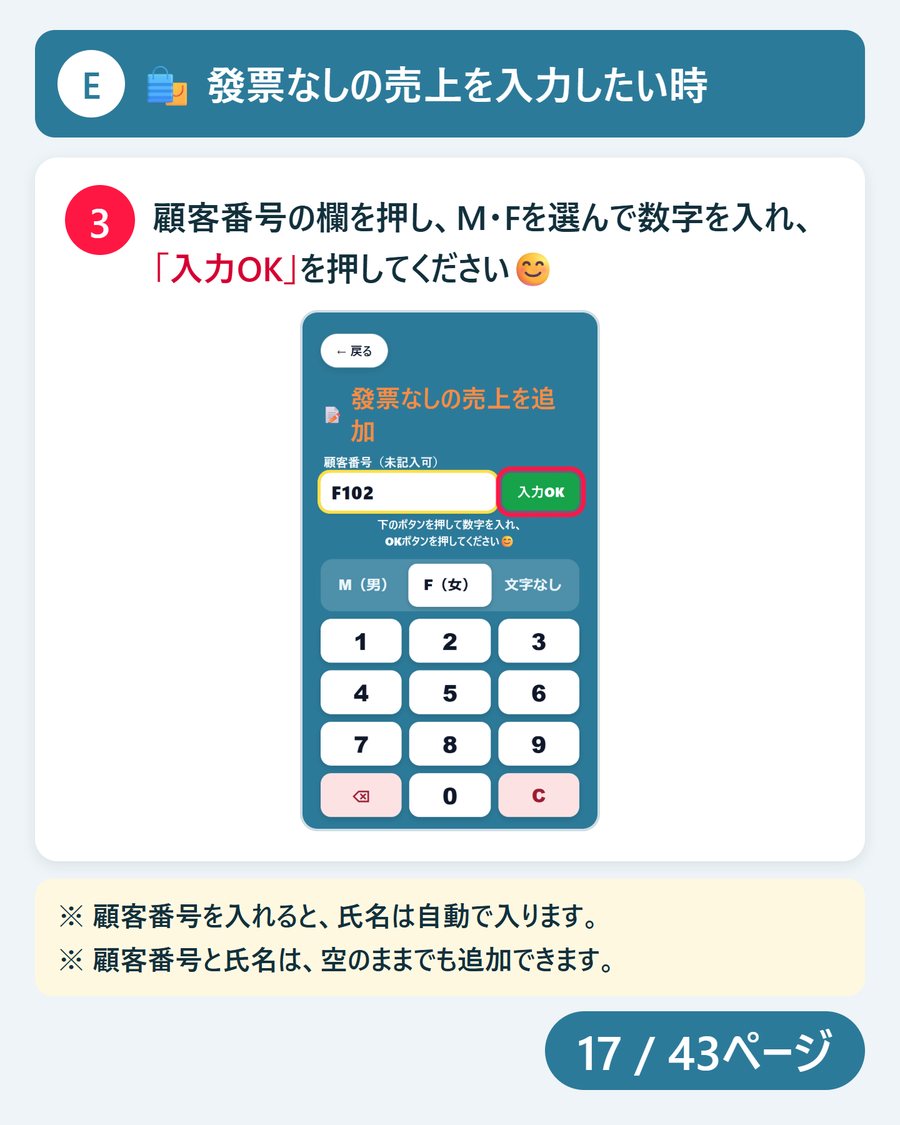 E 🛍️ 發票なしの売上を入力したい時
3 顧客番号の欄を押し、M・Fを選んで数字を入れ、
「入力OK」を押してください😊
← 戻る
📝 發票なしの売上を追
加
顧客番号（未記入可）
F102 入力OK
下のボタンを押して数字を入れ、
OKボタンを押してください😊
M（男） F（女） 文字なし
1 2 3
4 5 6
7 8 9
⌫ 0 C
※ 顧客番号を入れると、氏名は自動で入ります。
※ 顧客番号と氏名は、空のままでも追加できます。
17 / 43ページ